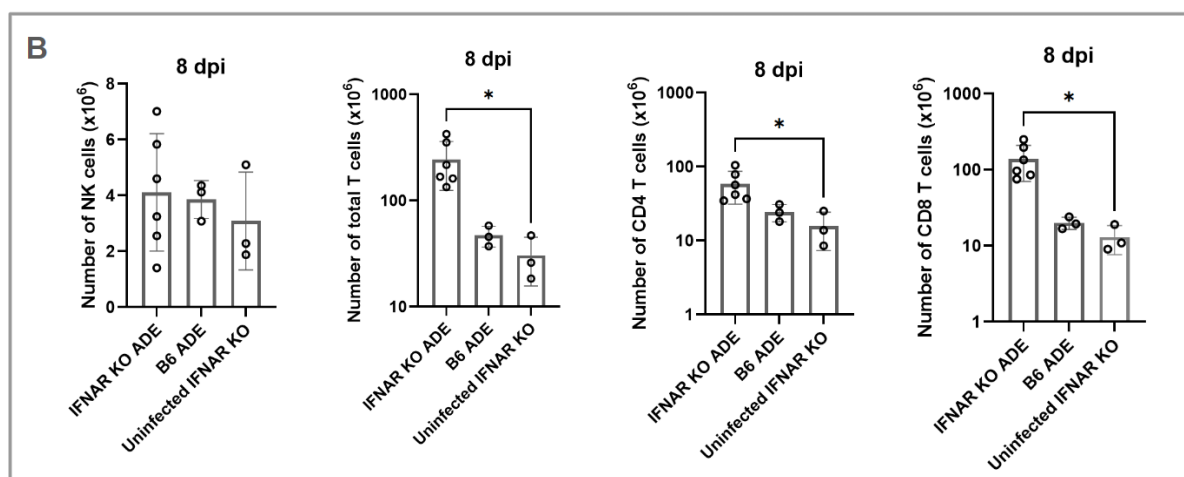 B
8 dpi
Number of NK cells (x10⁶)
8
6
4
2
0
IFNAR KO ADE
B6 ADE
Uninfected IFNAR KO
8 dpi
Number of total T cells (x10⁶)
1000
100
10
*
IFNAR KO ADE
B6 ADE
Uninfected IFNAR KO
8 dpi
Number of CD4 T cells (x10⁶)
1000
100
10
1
*
IFNAR KO ADE
B6 ADE
Uninfected IFNAR KO
8 dpi
Number of CD8 T cells (x10⁶)
1000
100
10
1
*
IFNAR KO ADE
B6 ADE
Uninfected IFNAR KO